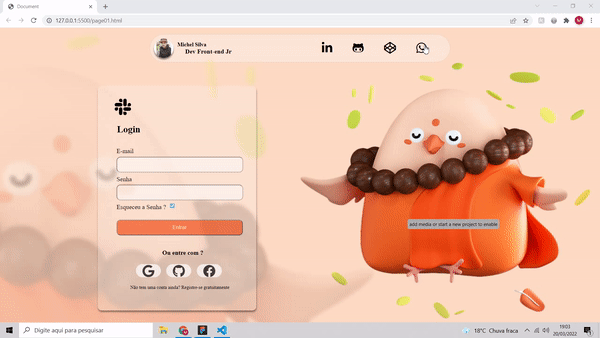 Document
127.0.0.1:5500/page01.html
Michel Silva
Dev Front-end Jr
Login
E-mail
Senha
Esqueceu a Senha ?
Entrar
Ou entre com ?
Não tem uma conta ainda? Registre-se gratuitamente
add media or start a new project to enable
Digite aqui para pesquisar
18°C Chuva fraca
19:03
20/03/2022